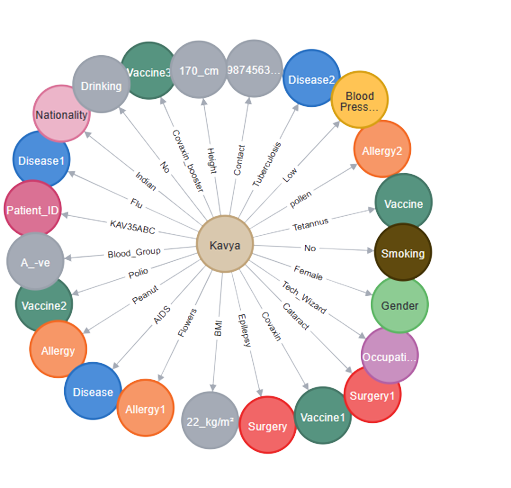 Vaccine3
170_cm
9874563...
Drinking
Disease2
Blood
Press...
Nationality
Allergy2
Disease1
Vaccine
Patient_ID
Smoking
A_-ve
Gender
Vaccine2
Occupati...
Allergy
Surgery1
Disease
Allergy1
22_kg/m²
Surgery
Vaccine1
Kavya
Covaxin_booster
Height
Contact
Tuberculosis
Low
pollen
Tetannus
No
Female
Tech_Wizard
Cataract
Covaxin
Epilepsy
BMI
Flowers
AIDS
Peanut
Polio
Blood_Group
KAV35ABC
Flu
Indian
No